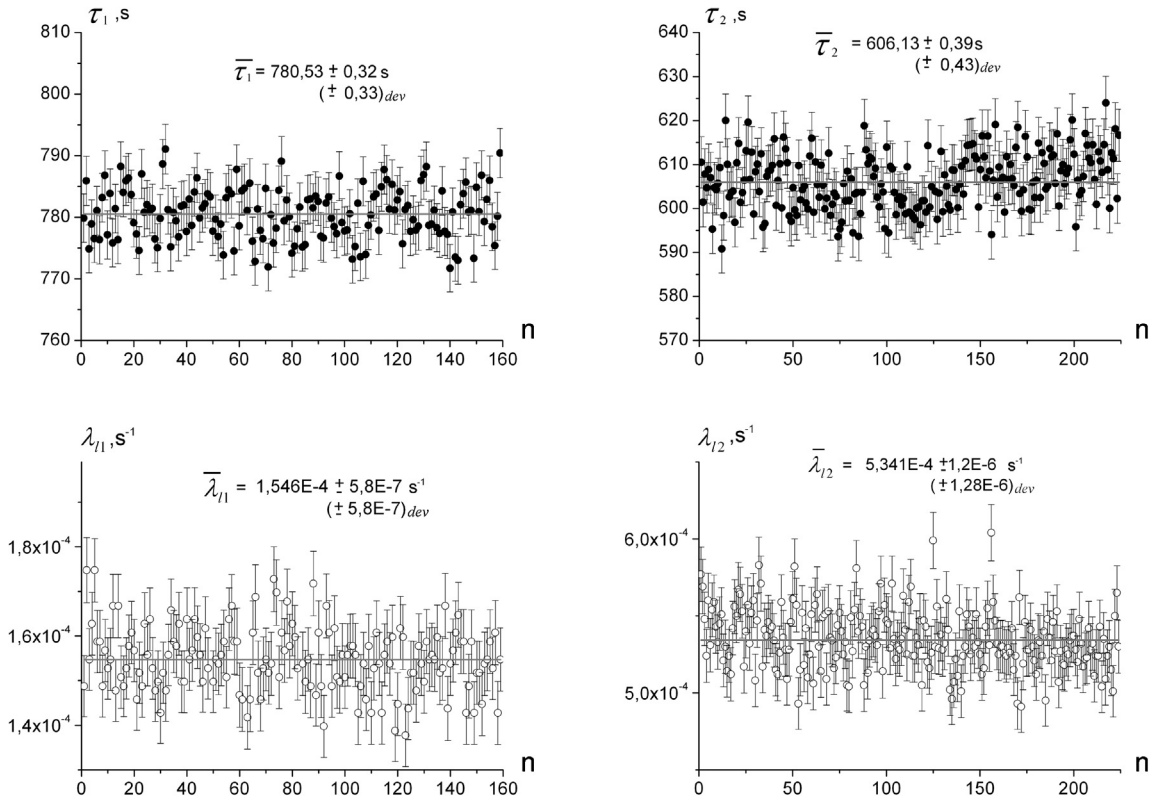 τ 1 ,s
810
800
790
780
770
760
0 20 40 60 80 100 120 140 160
n
τ̅1 = 780,53 ± 0,32 s
(± 0,33)dev
τ 2 ,s
640
630
620
610
600
590
580
570
0 50 100 150 200
n
τ̅2 = 606,13 ± 0,39s
(± 0,43)dev
λl1 ,s-1
1,8x10-4
1,6x10-4
1,4x10-4
0 20 40 60 80 100 120 140 160
n
λ̅l1 = 1,546E-4 ± 5,8E-7 s-1
(± 5,8E-7)dev
λl2 ,s-1
6,0x10-4
5,0x10-4
0 50 100 150 200
n
λ̅l2 = 5,341E-4 ±1,2E-6 s-1
(±1,28E-6)dev